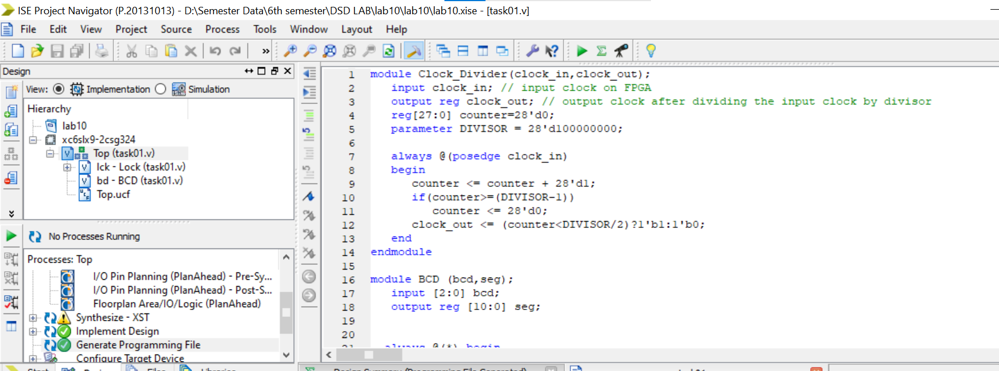 ISE Project Navigator (P.20131013) - D:\Semester Data\6th semester\DSD LAB\lab10\lab10\lab10.xise - [task01.v]
File Edit View Project Source Process Tools Window Layout Help
Design
View: Implementation Simulation
Hierarchy
lab10
xc6slx9-2csg324
Top (task01.v)
lck - Lock (task01.v)
bd - BCD (task01.v)
Top.ucf
No Processes Running
Processes: Top
I/O Pin Planning (PlanAhead) - Pre-Sy...
I/O Pin Planning (PlanAhead) - Post-S...
Floorplan Area/IO/Logic (PlanAhead)
Synthesize - XST
Implement Design
Generate Programming File
Configure Target Device
1 module Clock_Divider(clock_in,clock_out);
2 input clock_in; // input clock on FPGA
3 output reg clock_out; // output clock after dividing the input clock by divisor
4 reg[27:0] counter=28'd0;
5 parameter DIVISOR = 28'd100000000;
6
7 always @(posedge clock_in)
8 begin
9 counter <= counter + 28'd1;
10 if(counter>=(DIVISOR-1))
11 counter <= 28'd0;
12 clock_out <= (counter<DIVISOR/2)?1'b1:1'b0;
13 end
14 endmodule
15
16 module BCD (bcd,seg);
17 input [2:0] bcd;
18 output reg [10:0] seg;
19
20
21 always @(*) begin
Design Summary (Programming File Generated)